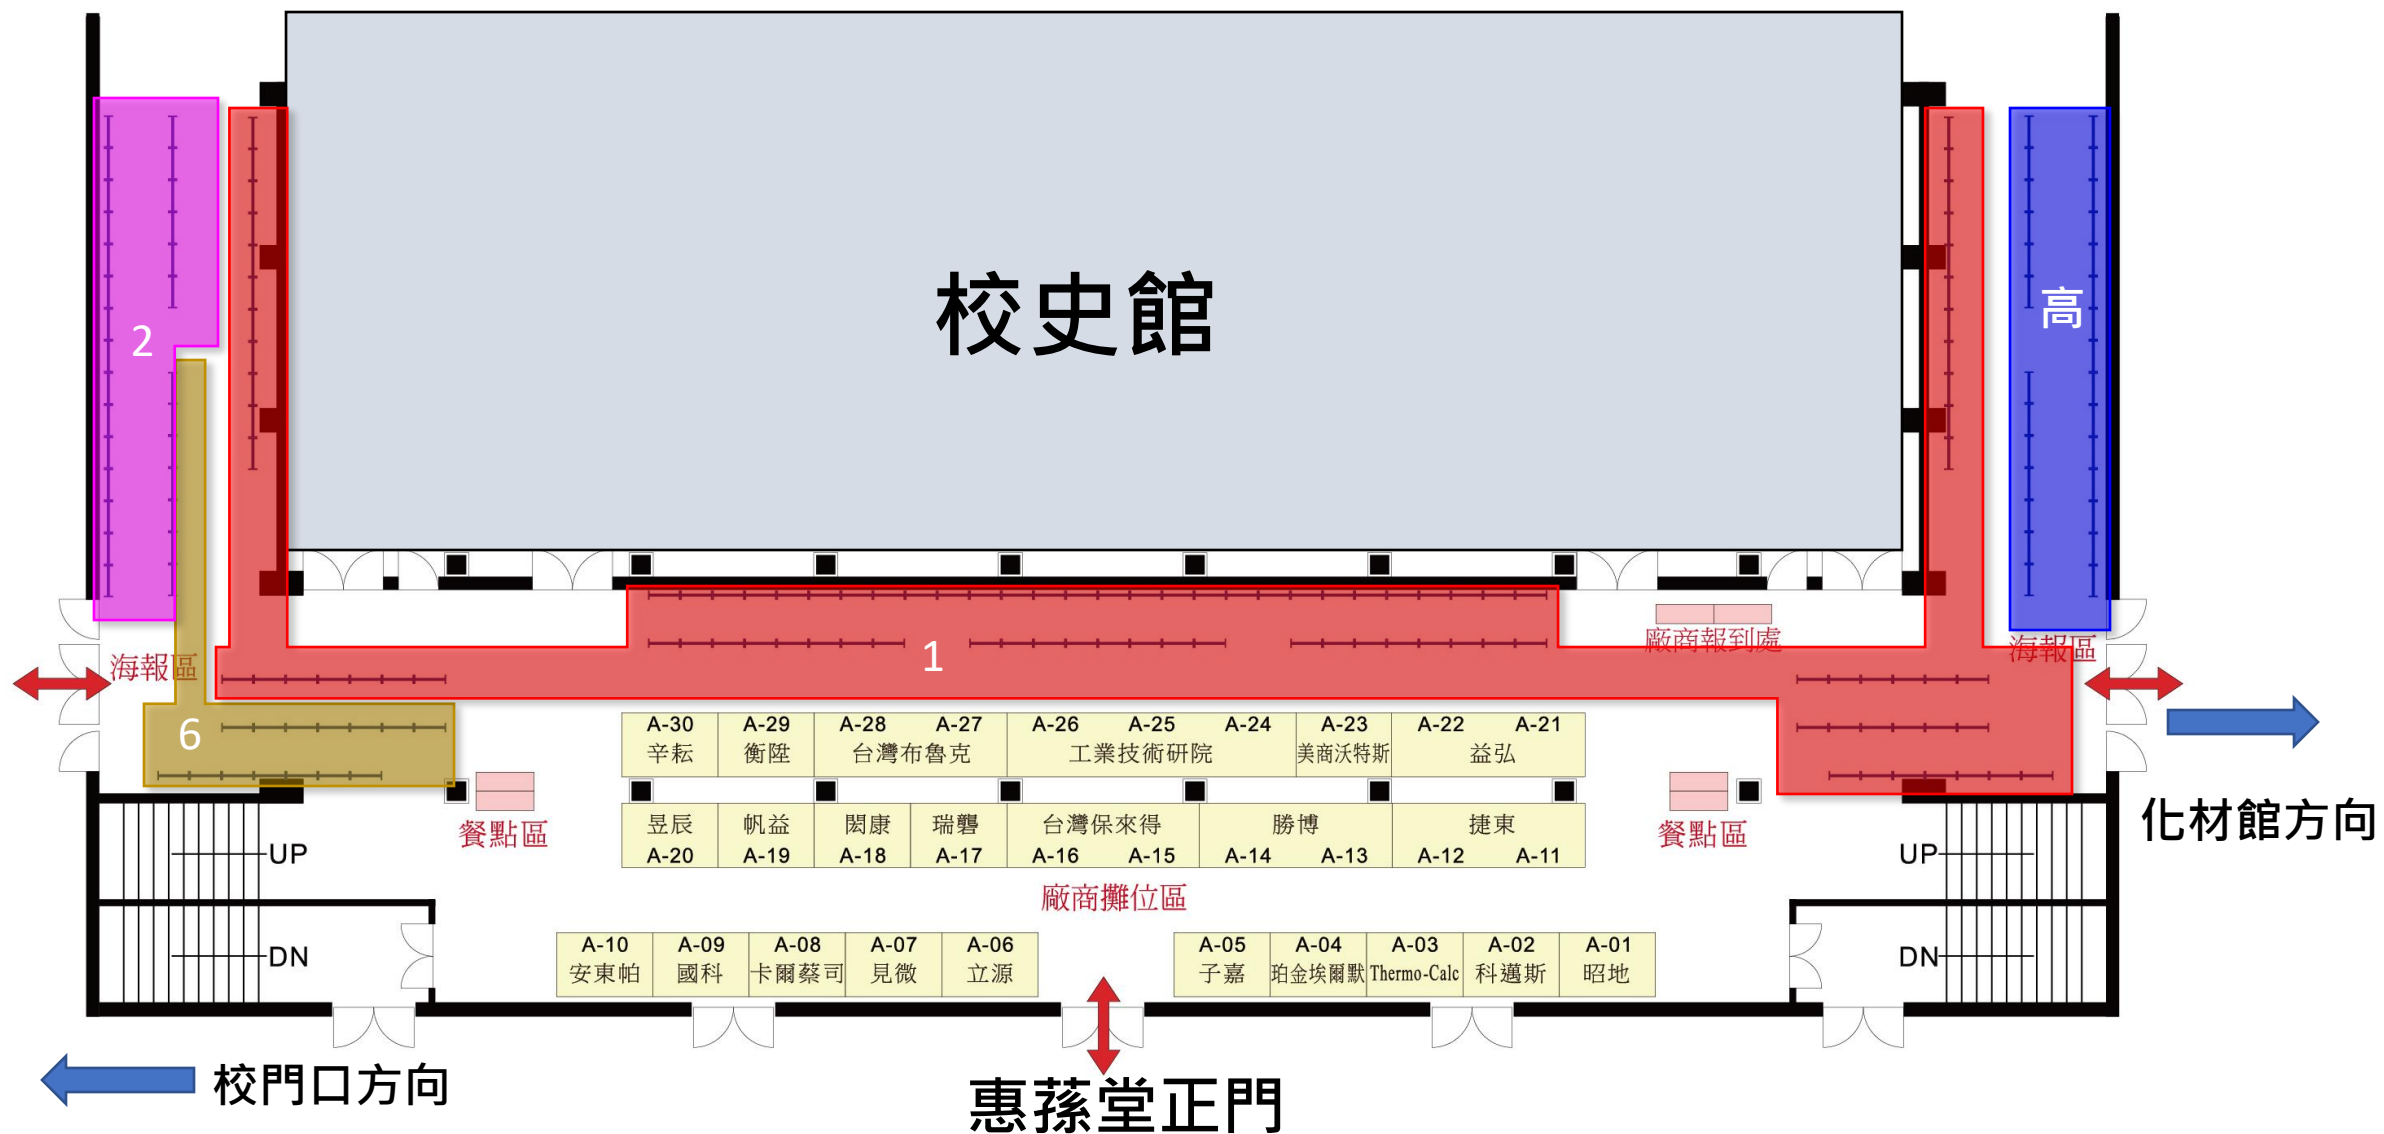 校史館
2
高
1
廠商報到處
海報區
海報區
6
A-30 A-29 A-28 A-27 A-26 A-25 A-24 A-23 A-22 A-21
辛耘 衡陞 台灣布魯克 工業技術研院 美商沃特斯 益弘
餐點區
餐點區
化材館方向
昱辰 帆益 閎康 瑞礱 台灣保來得 勝博 捷東
A-20 A-19 A-18 A-17 A-16 A-15 A-14 A-13 A-12 A-11
UP
UP
廠商攤位區
A-10 A-09 A-08 A-07 A-06 A-05 A-04 A-03 A-02 A-01
安東帕 國科 卡爾蔡司 見微 立源 子嘉 珀金埃爾默 Thermo-Calc 科邁斯 昭地
DN
DN
校門口方向
惠蓀堂正門